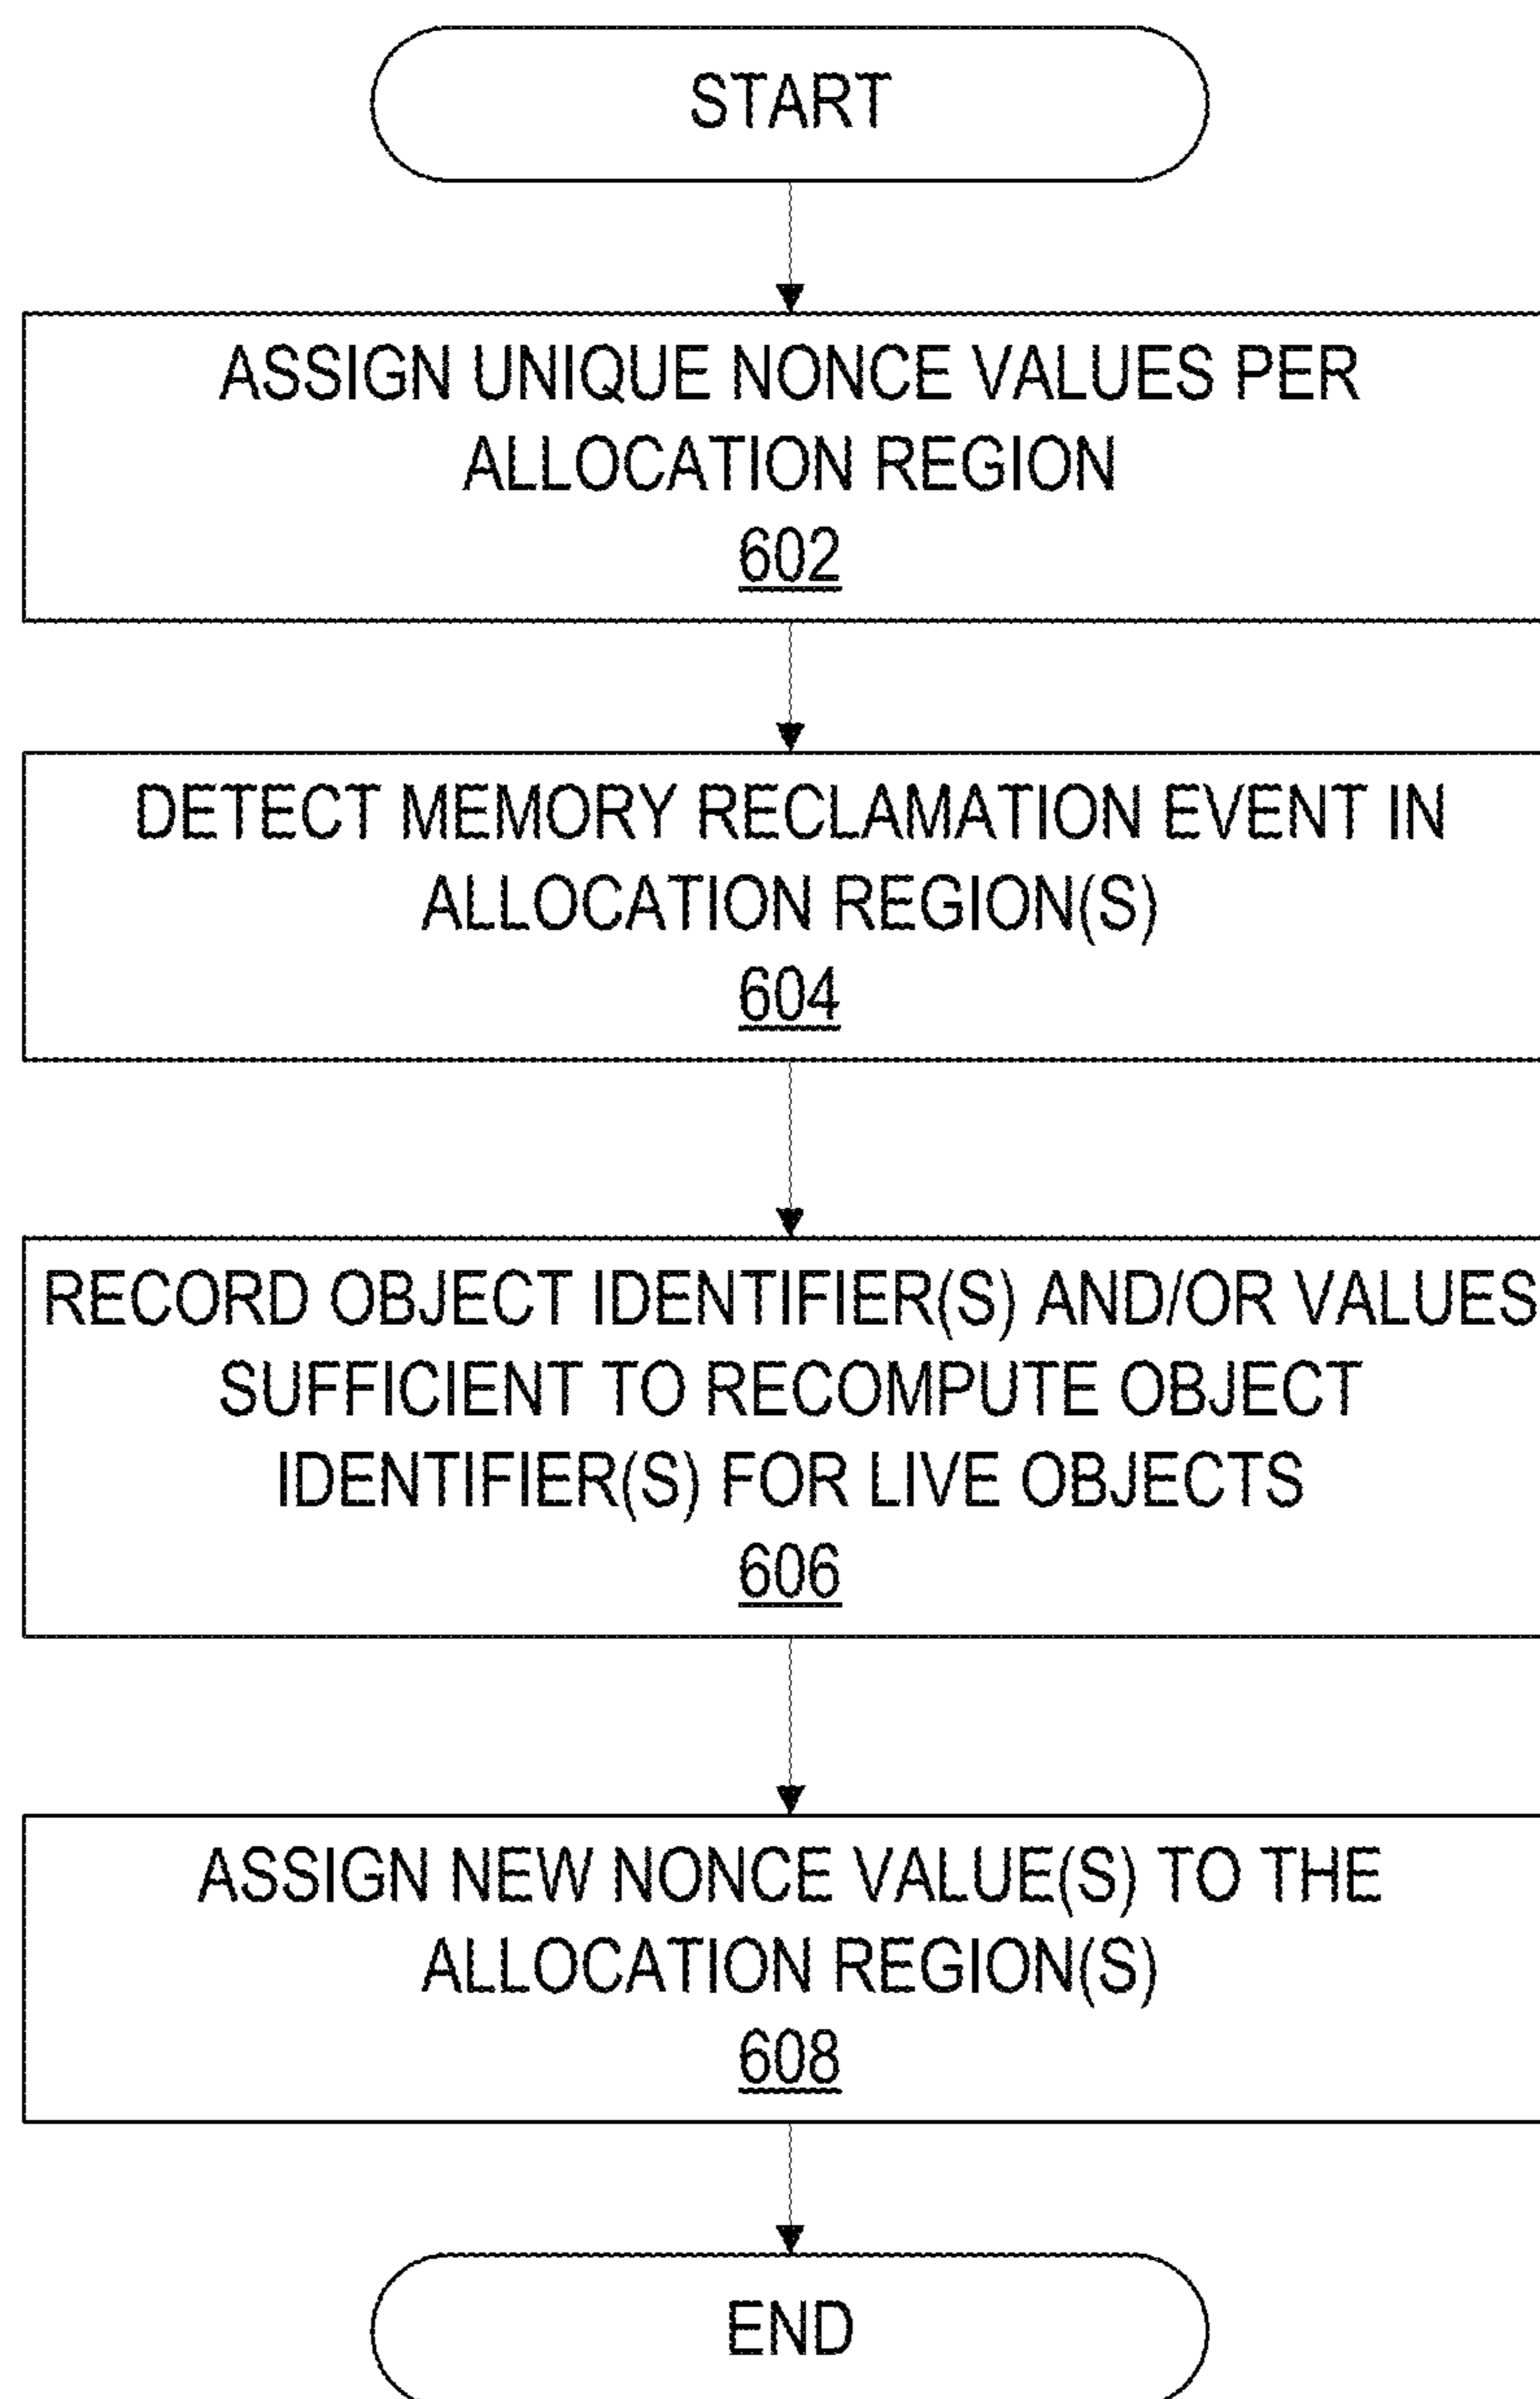 START
ASSIGN UNIQUE NONCE VALUES PER
ALLOCATION REGION
602
DETECT MEMORY RECLAMATION EVENT IN
ALLOCATION REGION(S)
604
RECORD OBJECT IDENTIFIER(S) AND/OR VALUES
SUFFICIENT TO RECOMPUTE OBJECT
IDENTIFIER(S) FOR LIVE OBJECTS
606
ASSIGN NEW NONCE VALUE(S) TO THE
ALLOCATION REGION(S)
608
END